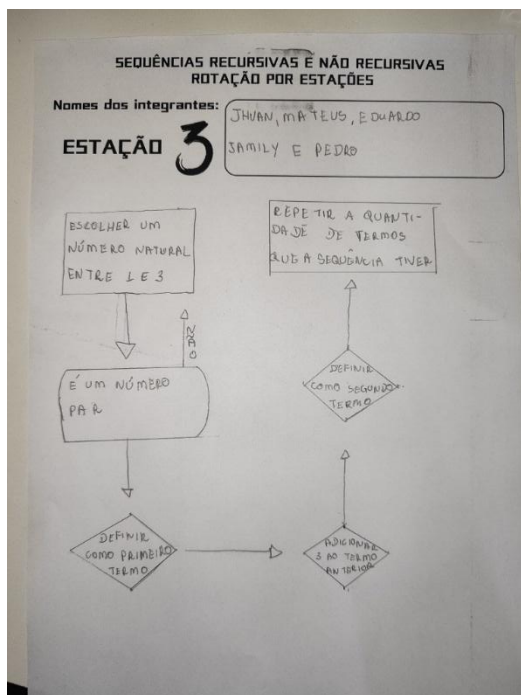 SEQUÊNCIAS RECURSIVAS E NÃO RECURSIVAS
ROTAÇÃO POR ESTAÇÕES
Nomes dos integrantes:
JHUAN, MATEUS, EDUARDO
JAMILY E PEDRO
ESTAÇÃO 3
ESCOLHER UM
NÚMERO NATURAL
ENTRE 1 E 3
NÃO
É UM NÚMERO
PAR
DEFINIR
COMO PRIMEIRO
TERMO
ADICIONAR
3 AO TERMO
ANTERIOR
DEFINIR
COMO SEGUNDO
TERMO
REPETIR A QUANTI-
DADE DE TERMOS
QUE A SEQUÊNCIA TIVER